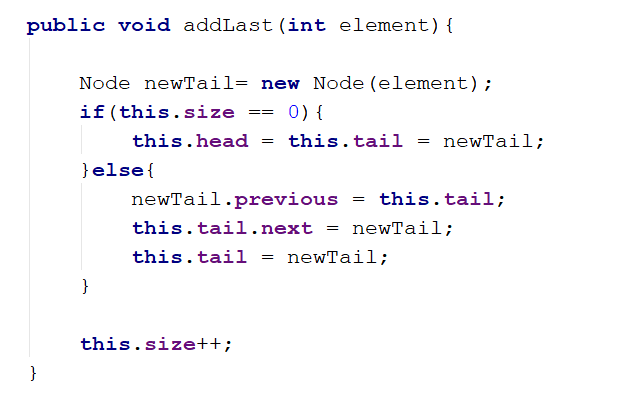 public void addLast(int element){
Node newTail= new Node(element);
if(this.size == 0){
this.head = this.tail = newTail;
}else{
newTail.previous = this.tail;
this.tail.next = newTail;
this.tail = newTail;
}
this.size++;
}